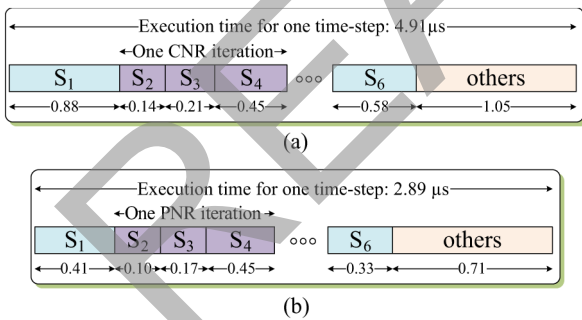 Execution time for one time-step: 4.91μs
One CNR iteration
S1 S2 S3 S4 ooo S6 others
0.88 0.14 0.21 0.45 0.58 1.05
(a)
Execution time for one time-step: 2.89 μs
One PNR iteration
S1 S2 S3 S4 ooo S6 others
0.41 0.10 0.17 0.45 0.33 0.71
(b)